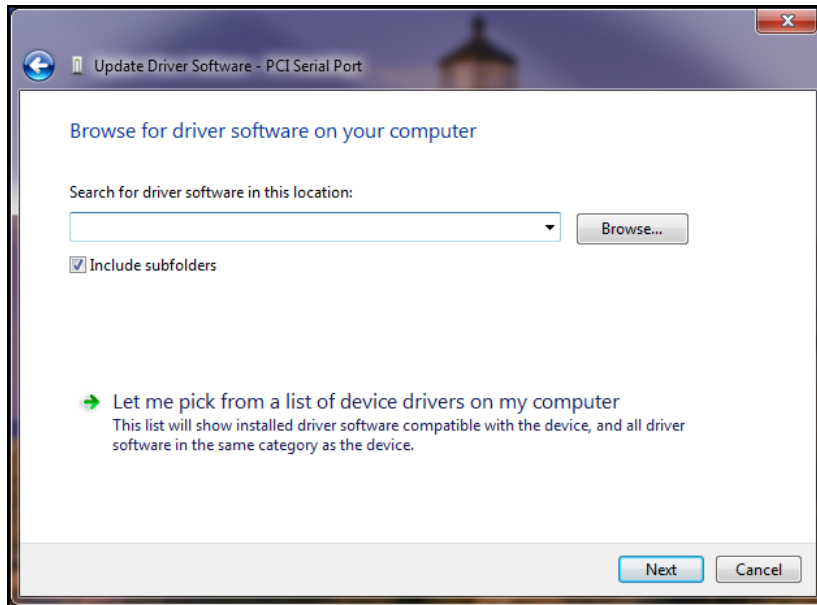 Update Driver Software - PCI Serial Port
Browse for driver software on your computer
Search for driver software in this location:
Browse...
Include subfolders
Let me pick from a list of device drivers on my computer
This list will show installed driver software compatible with the device, and all driver
software in the same category as the device.
Next
Cancel